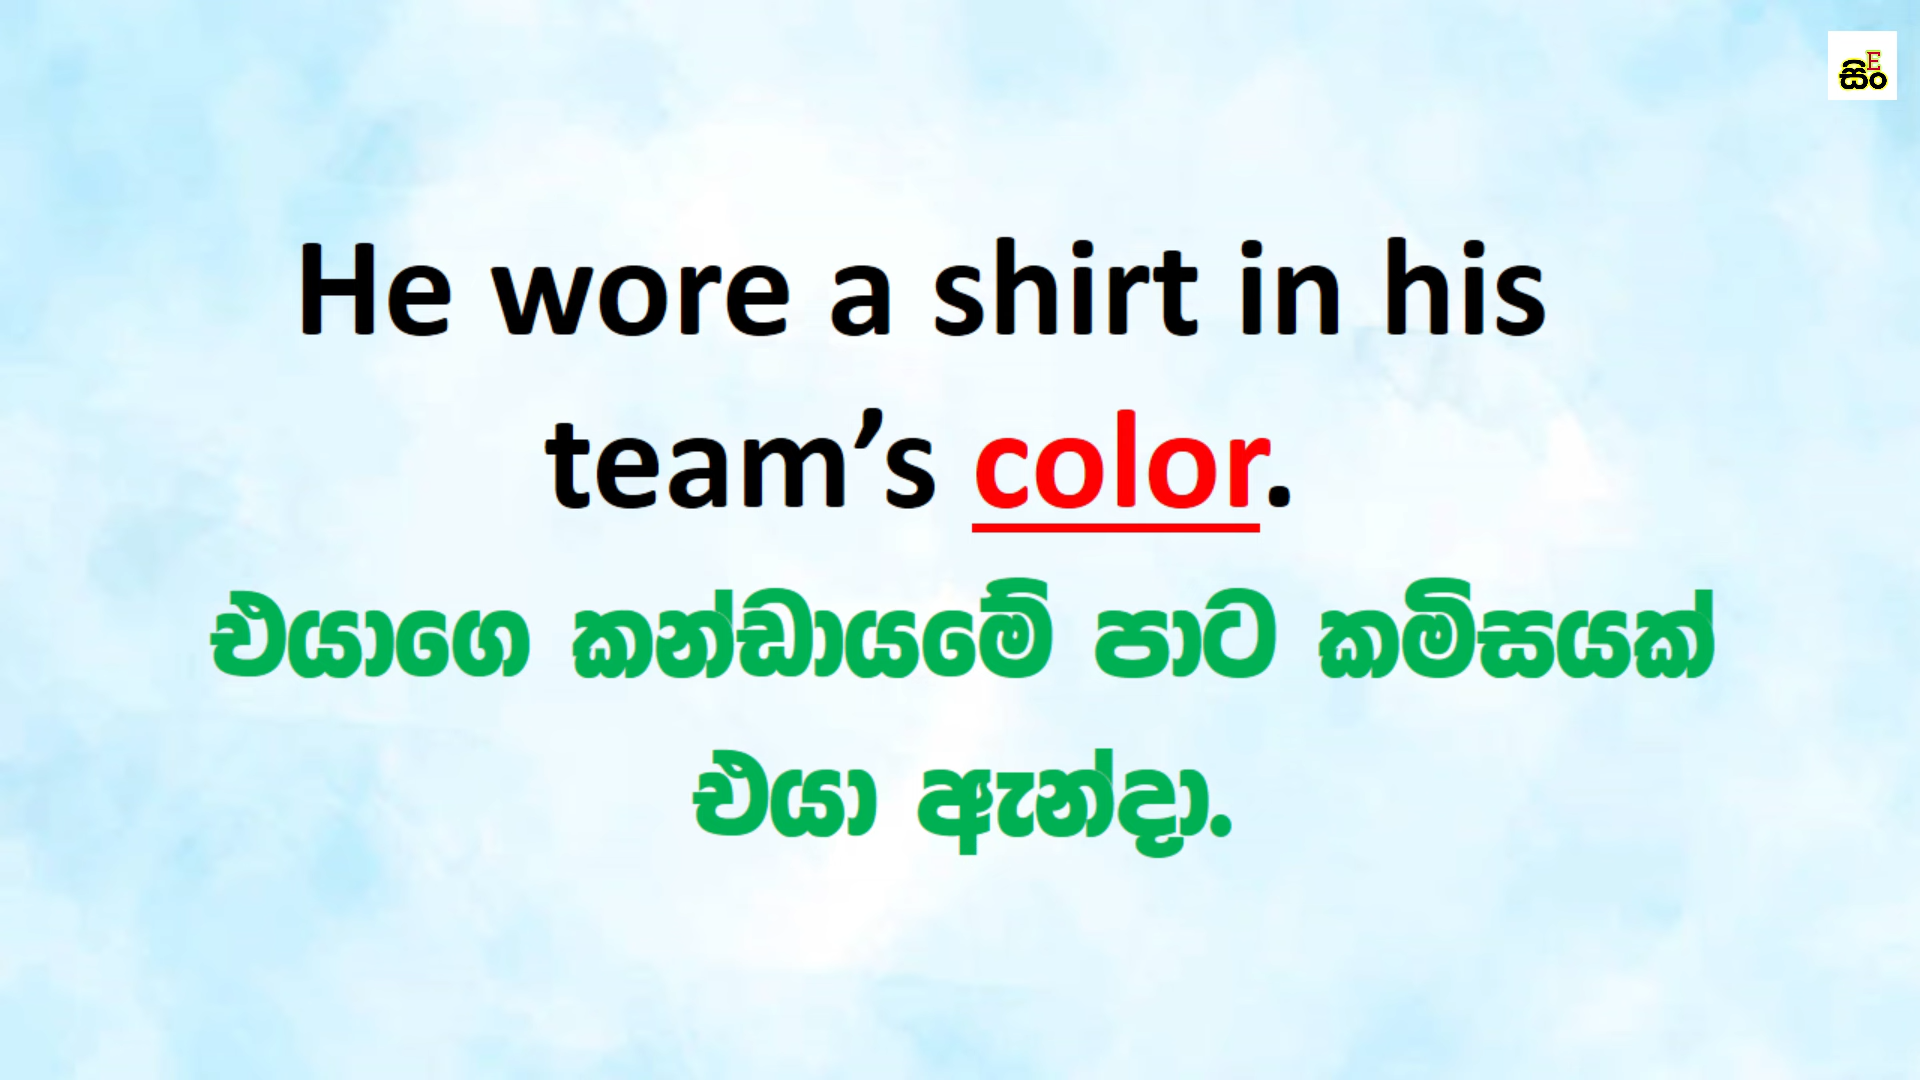 සිං
E
He wore a shirt in his
team’s color.
එයාගෙ කන්ඩායමේ පාට කමිසයක්
එයා ඇන්දා.